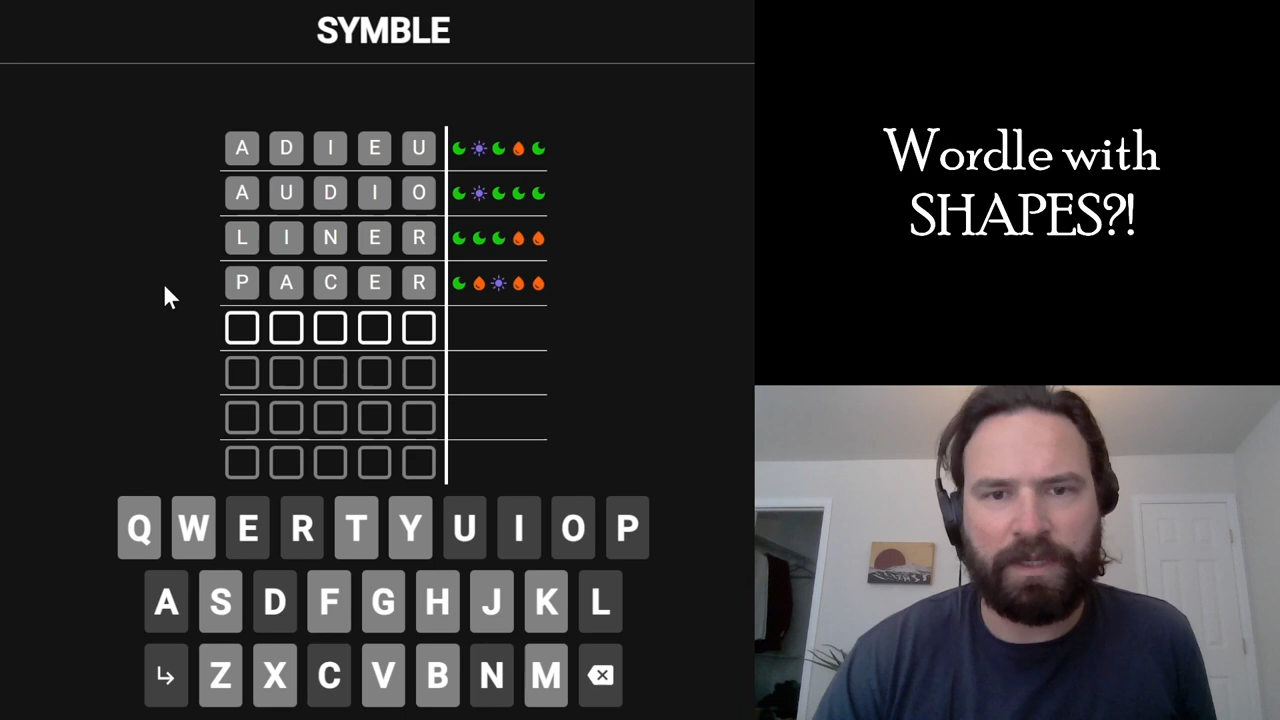 SYMBLE
Wordle with
SHAPES?!
A D I E U
A U D I O
L I N E R
P A C E R
Q W E R T Y U I O P
A S D F G H J K L
Z X C V B N M